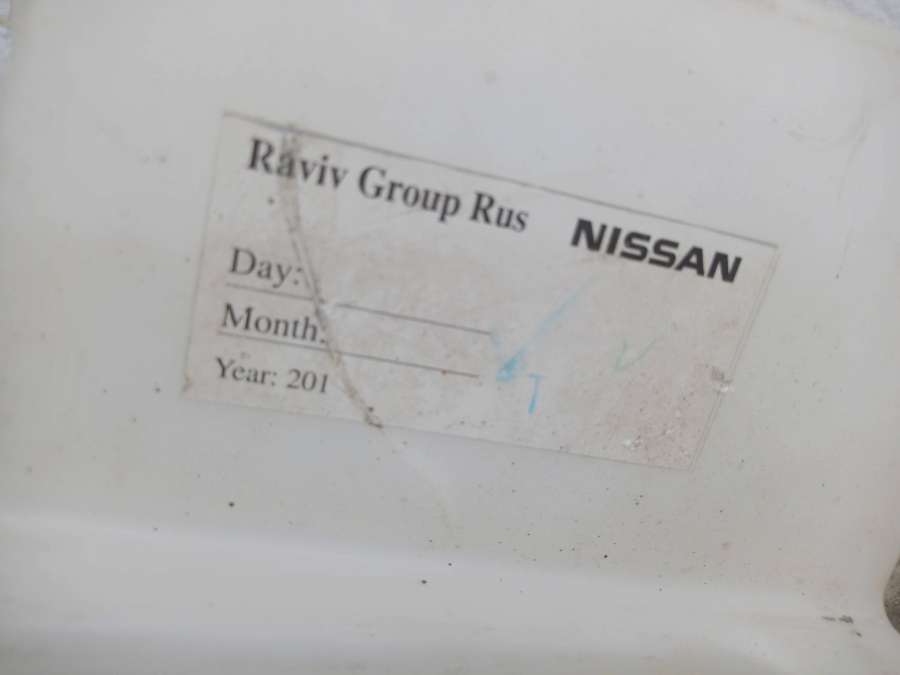 Raviv Group Rus NISSAN
Day:
Month:
Year: 201